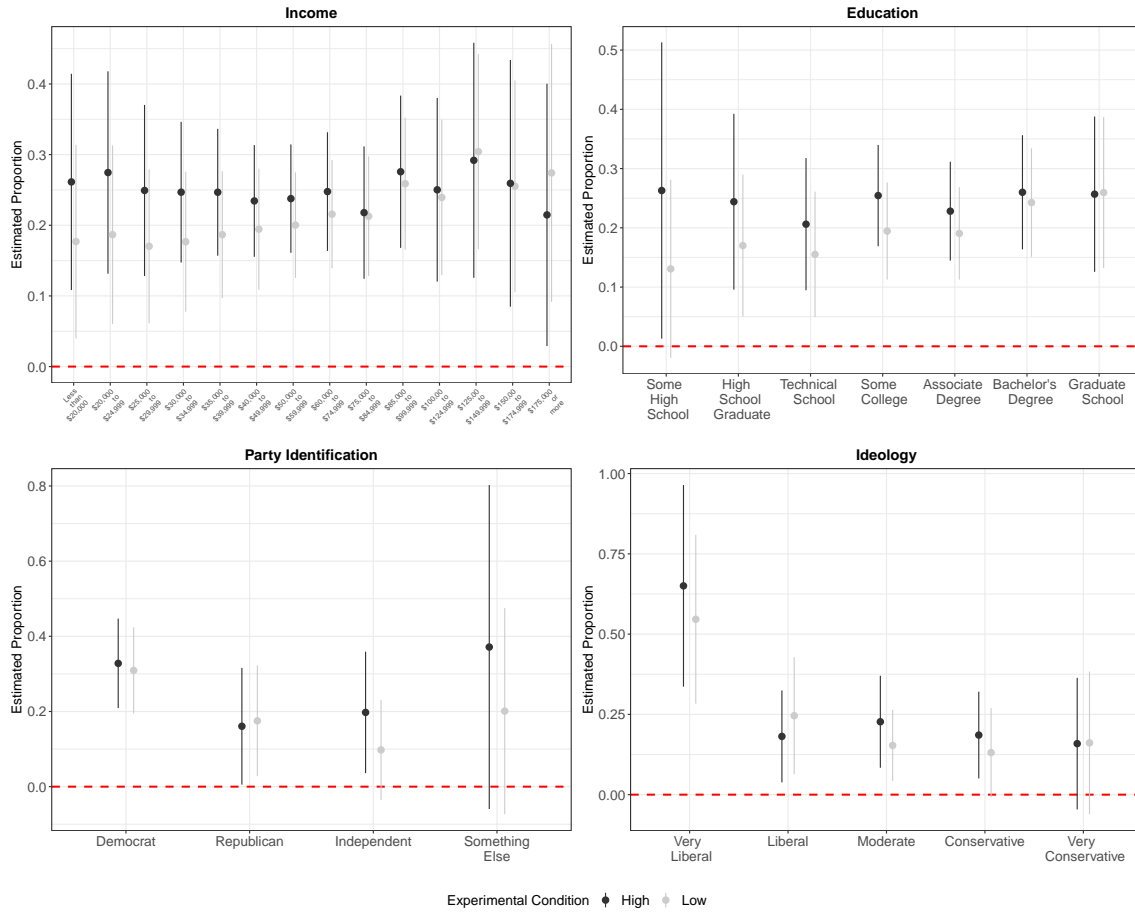 Income
Estimated Proportion
0.4
0.3
0.2
0.1
0.0
Less
than
$20,000
$20,000
to
$24,999
$25,000
to
$29,999
$30,000
to
$34,999
$35,000
to
$39,999
$40,000
to
$49,999
$50,000
to
$59,999
$60,000
to
$74,999
$75,000
to
$84,999
$85,000
to
$99,999
$100,00
to
$124,999
$125,00
to
$149,999
$150,00
to
$174,999
$175,000
or
more
Education
Estimated Proportion
0.5
0.4
0.3
0.2
0.1
0.0
Some
High
School
High
School
Graduate
Technical
School
Some
College
Associate
Degree
Bachelor's
Degree
Graduate
School
Party Identification
Estimated Proportion
0.8
0.6
0.4
0.2
0.0
Democrat
Republican
Independent
Something
Else
Ideology
Estimated Proportion
1.00
0.75
0.50
0.25
0.00
Very
Liberal
Liberal
Moderate
Conservative
Very
Conservative
Experimental Condition High Low